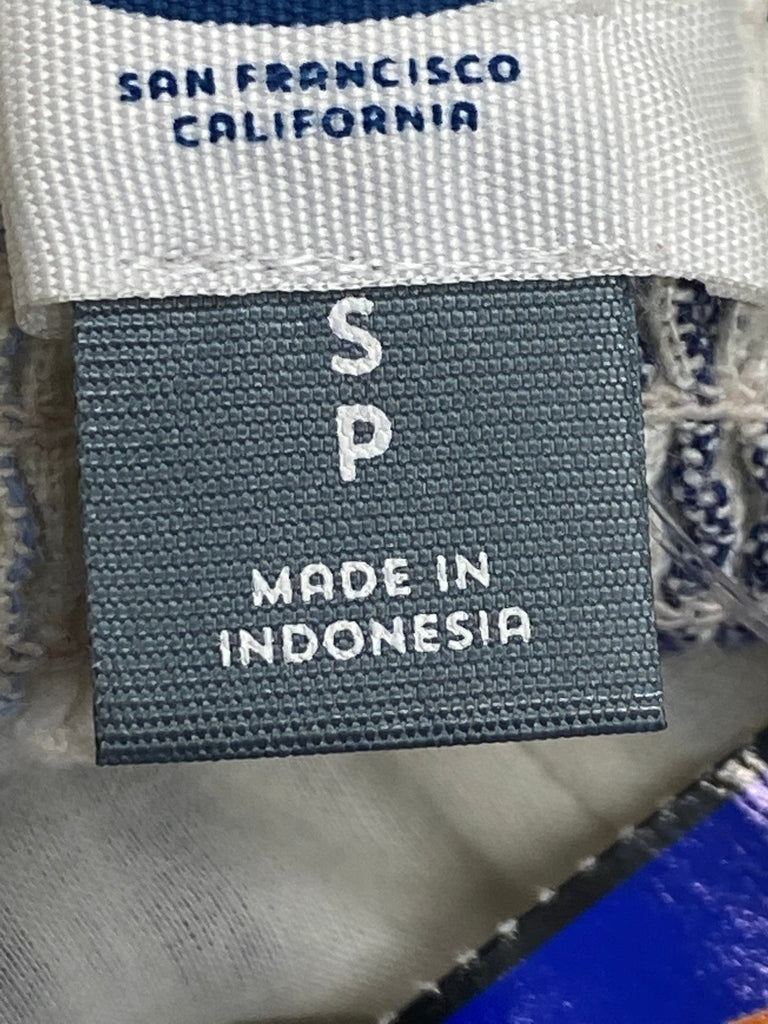 SAN FRANCISCO
CALIFORNIA
S
P
MADE IN
INDONESIA